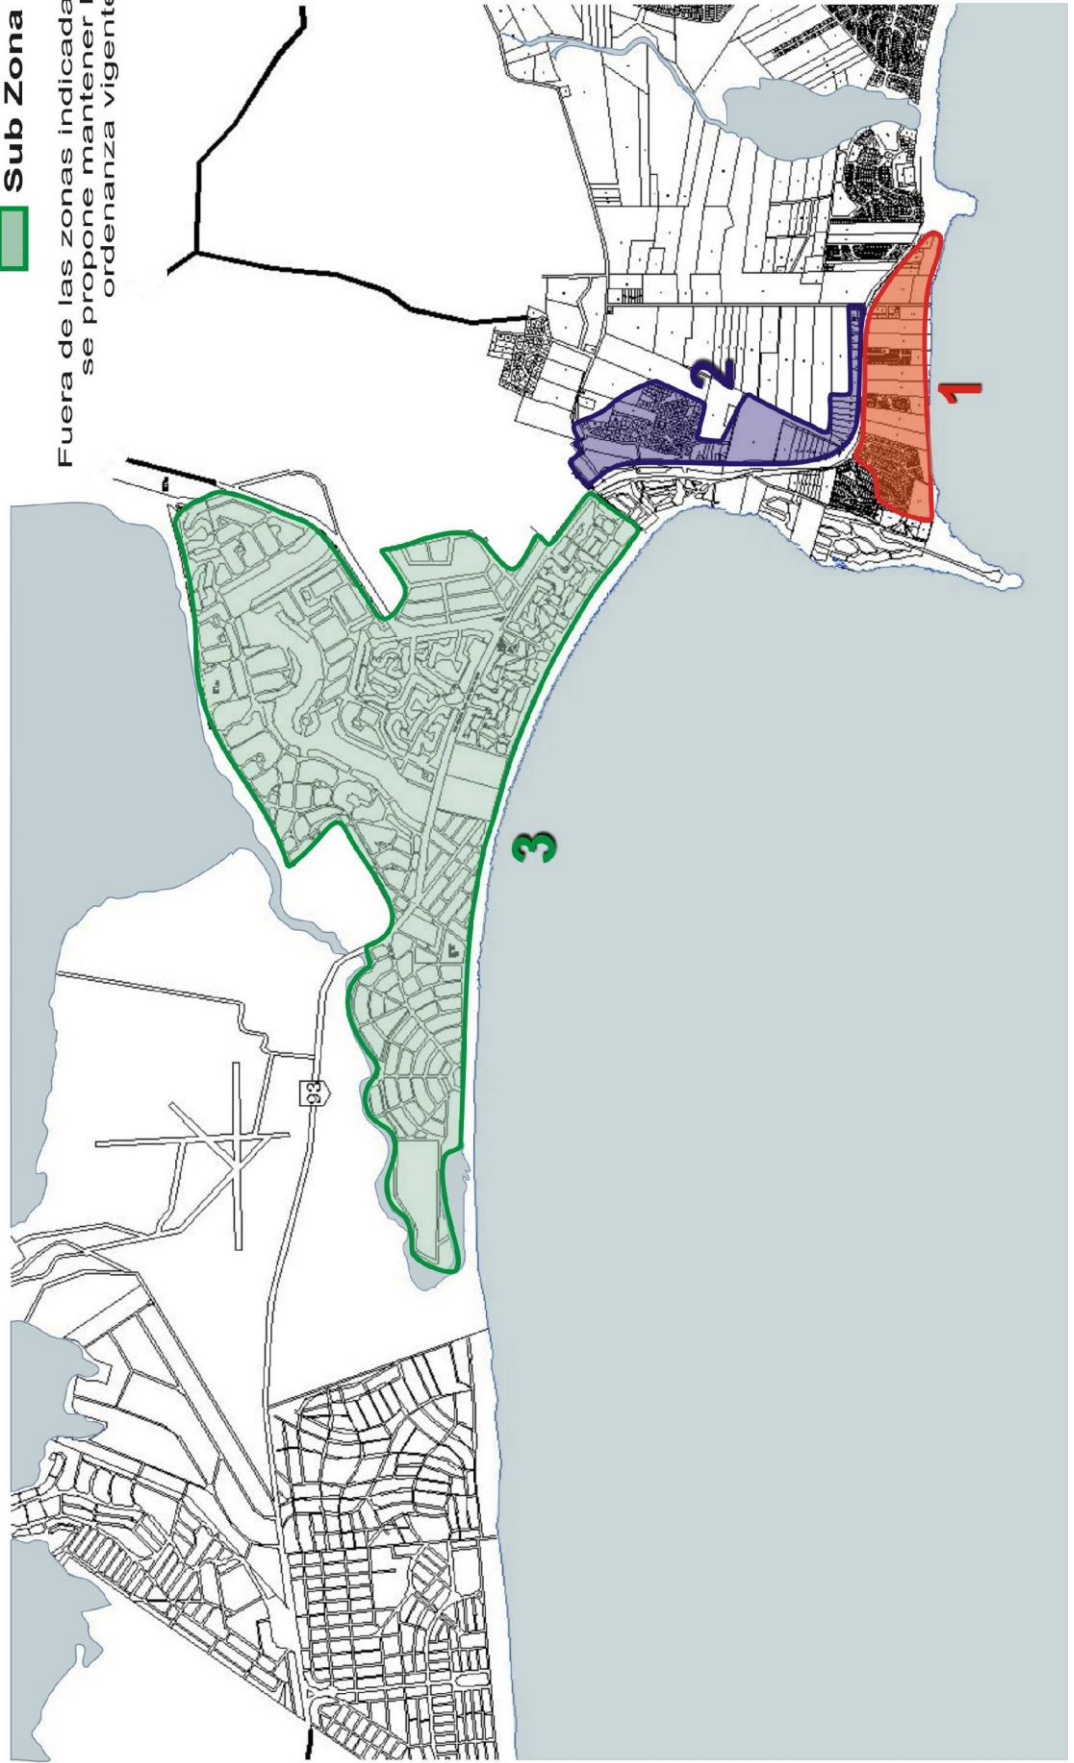 Sub Zona
Fuera de las zonas indicada
se propone mantener
ordenanza vigente
93
3
2
1